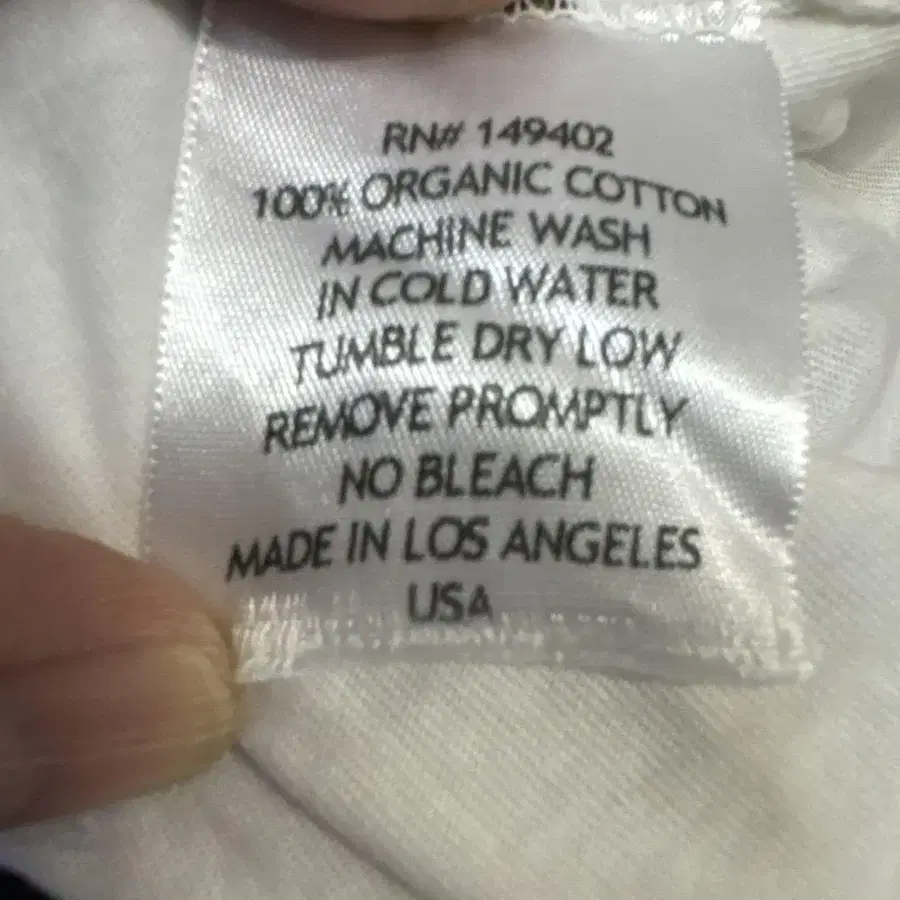 RN# 149402
100% ORGANIC COTTON
MACHINE WASH
IN COLD WATER
TUMBLE DRY LOW
REMOVE PROMPTLY
NO BLEACH
MADE IN LOS ANGELES
USA